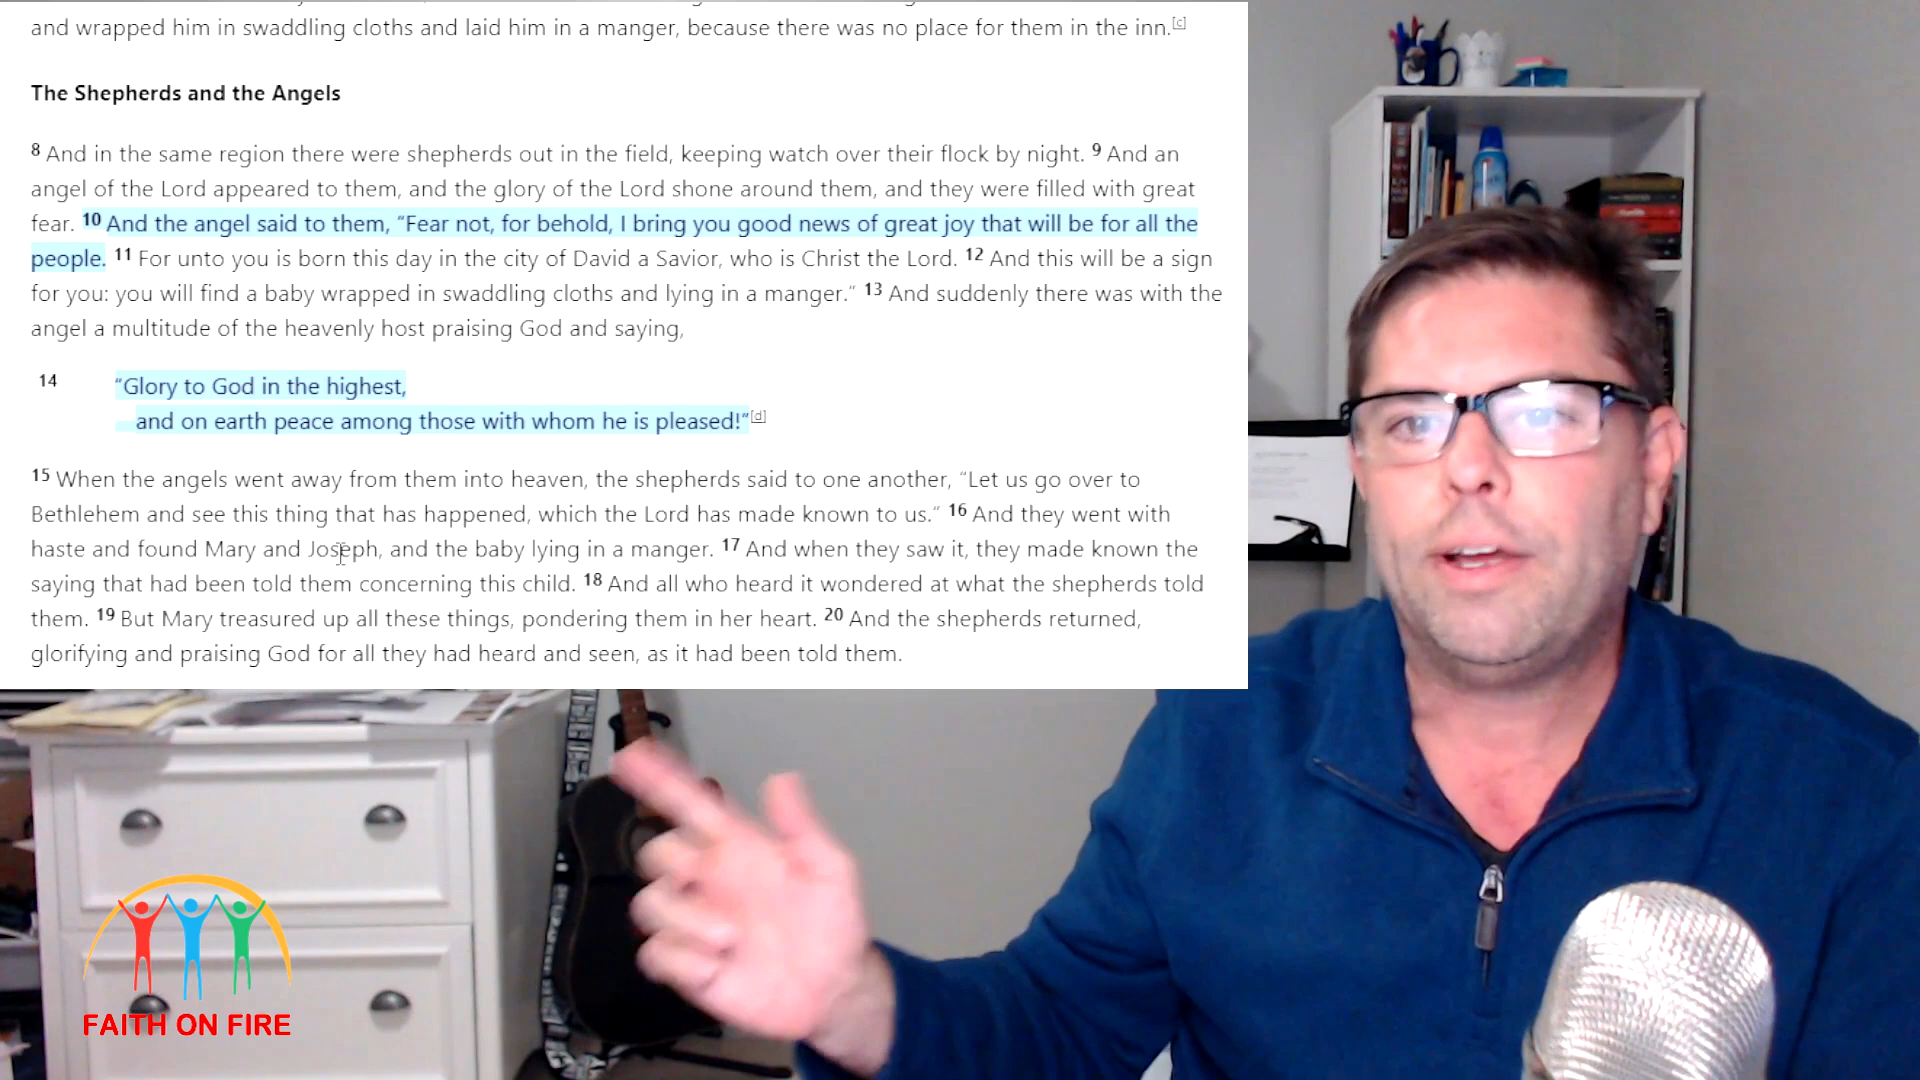 and wrapped him in swaddling cloths and laid him in a manger, because there was no place for them in the inn.[c]
The Shepherds and the Angels
8 And in the same region there were shepherds out in the field, keeping watch over their flock by night. 9 And an
angel of the Lord appeared to them, and the glory of the Lord shone around them, and they were filled with great
fear. 10 And the angel said to them, “Fear not, for behold, I bring you good news of great joy that will be for all the
people. 11 For unto you is born this day in the city of David a Savior, who is Christ the Lord. 12 And this will be a sign
for you: you will find a baby wrapped in swaddling cloths and lying in a manger.” 13 And suddenly there was with the
angel a multitude of the heavenly host praising God and saying,
14 “Glory to God in the highest,
and on earth peace among those with whom he is pleased!”[d]
15 When the angels went away from them into heaven, the shepherds said to one another, “Let us go over to
Bethlehem and see this thing that has happened, which the Lord has made known to us.” 16 And they went with
haste and found Mary and Joseph, and the baby lying in a manger. 17 And when they saw it, they made known the
saying that had been told them concerning this child. 18 And all who heard it wondered at what the shepherds told
them. 19 But Mary treasured up all these things, pondering them in her heart. 20 And the shepherds returned,
glorifying and praising God for all they had heard and seen, as it had been told them.
FAITH ON FIRE